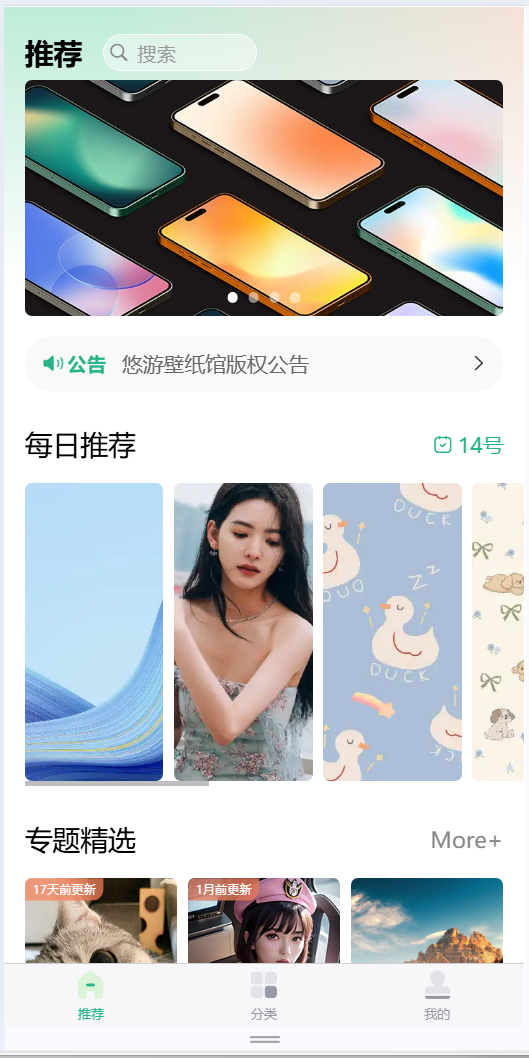 推荐
搜索
公告 悠游壁纸馆版权公告
每日推荐 14号
DUCK
DUCK
zz
DUCK
专题精选 More+
17天前更新 1月前更新
推荐 分类 我的